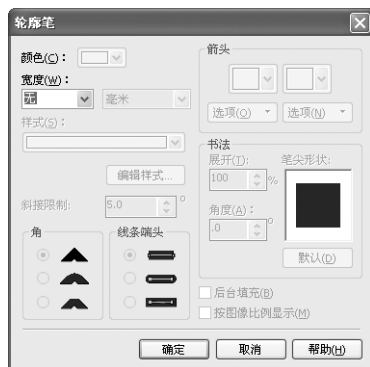 轮廓笔
颜色(C):
宽度(W):
无 毫米
样式(S):
编辑样式...
斜接限制: 5.0 °
角 线条端头
箭头
选项(O) 选项(N)
书法
展开(T): 笔尖形状:
100 %
角度(A):
.0 °
默认(D)
后台填充(B)
按图像比例显示(M)
确定 取消 帮助(H)